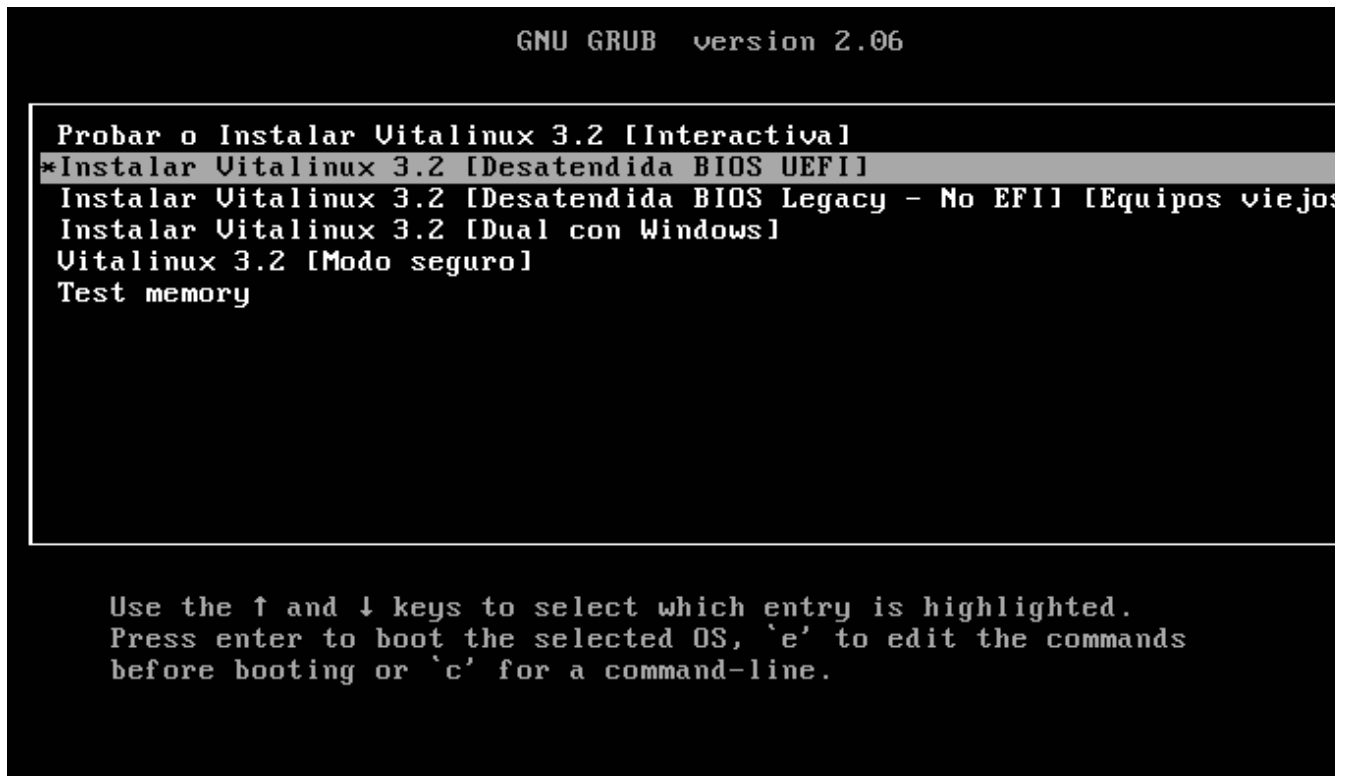 GNU GRUB version 2.06
Probar o Instalar Vitalinux 3.2 [Interactiva]
*Instalar Vitalinux 3.2 [Desatendida BIOS UEFI]
Instalar Vitalinux 3.2 [Desatendida BIOS Legacy - No EFI] [Equipos viejos
Instalar Vitalinux 3.2 [Dual con Windows]
Vitalinux 3.2 [Modo seguro]
Test memory
Use the ↑ and ↓ keys to select which entry is highlighted.
Press enter to boot the selected OS, `e' to edit the commands
before booting or `c' for a command-line.